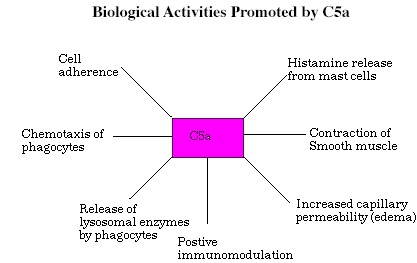 Biological Activities Promoted by C5a
Cell
adherence
Histamine release
from mast cells
Chemotaxis of
phagocytes
C5a
Contraction of
Smooth muscle
Release of
lysosomal enzymes
by phagocytes
Postive
immunomodulation
Increased capillary
permeability (edema)